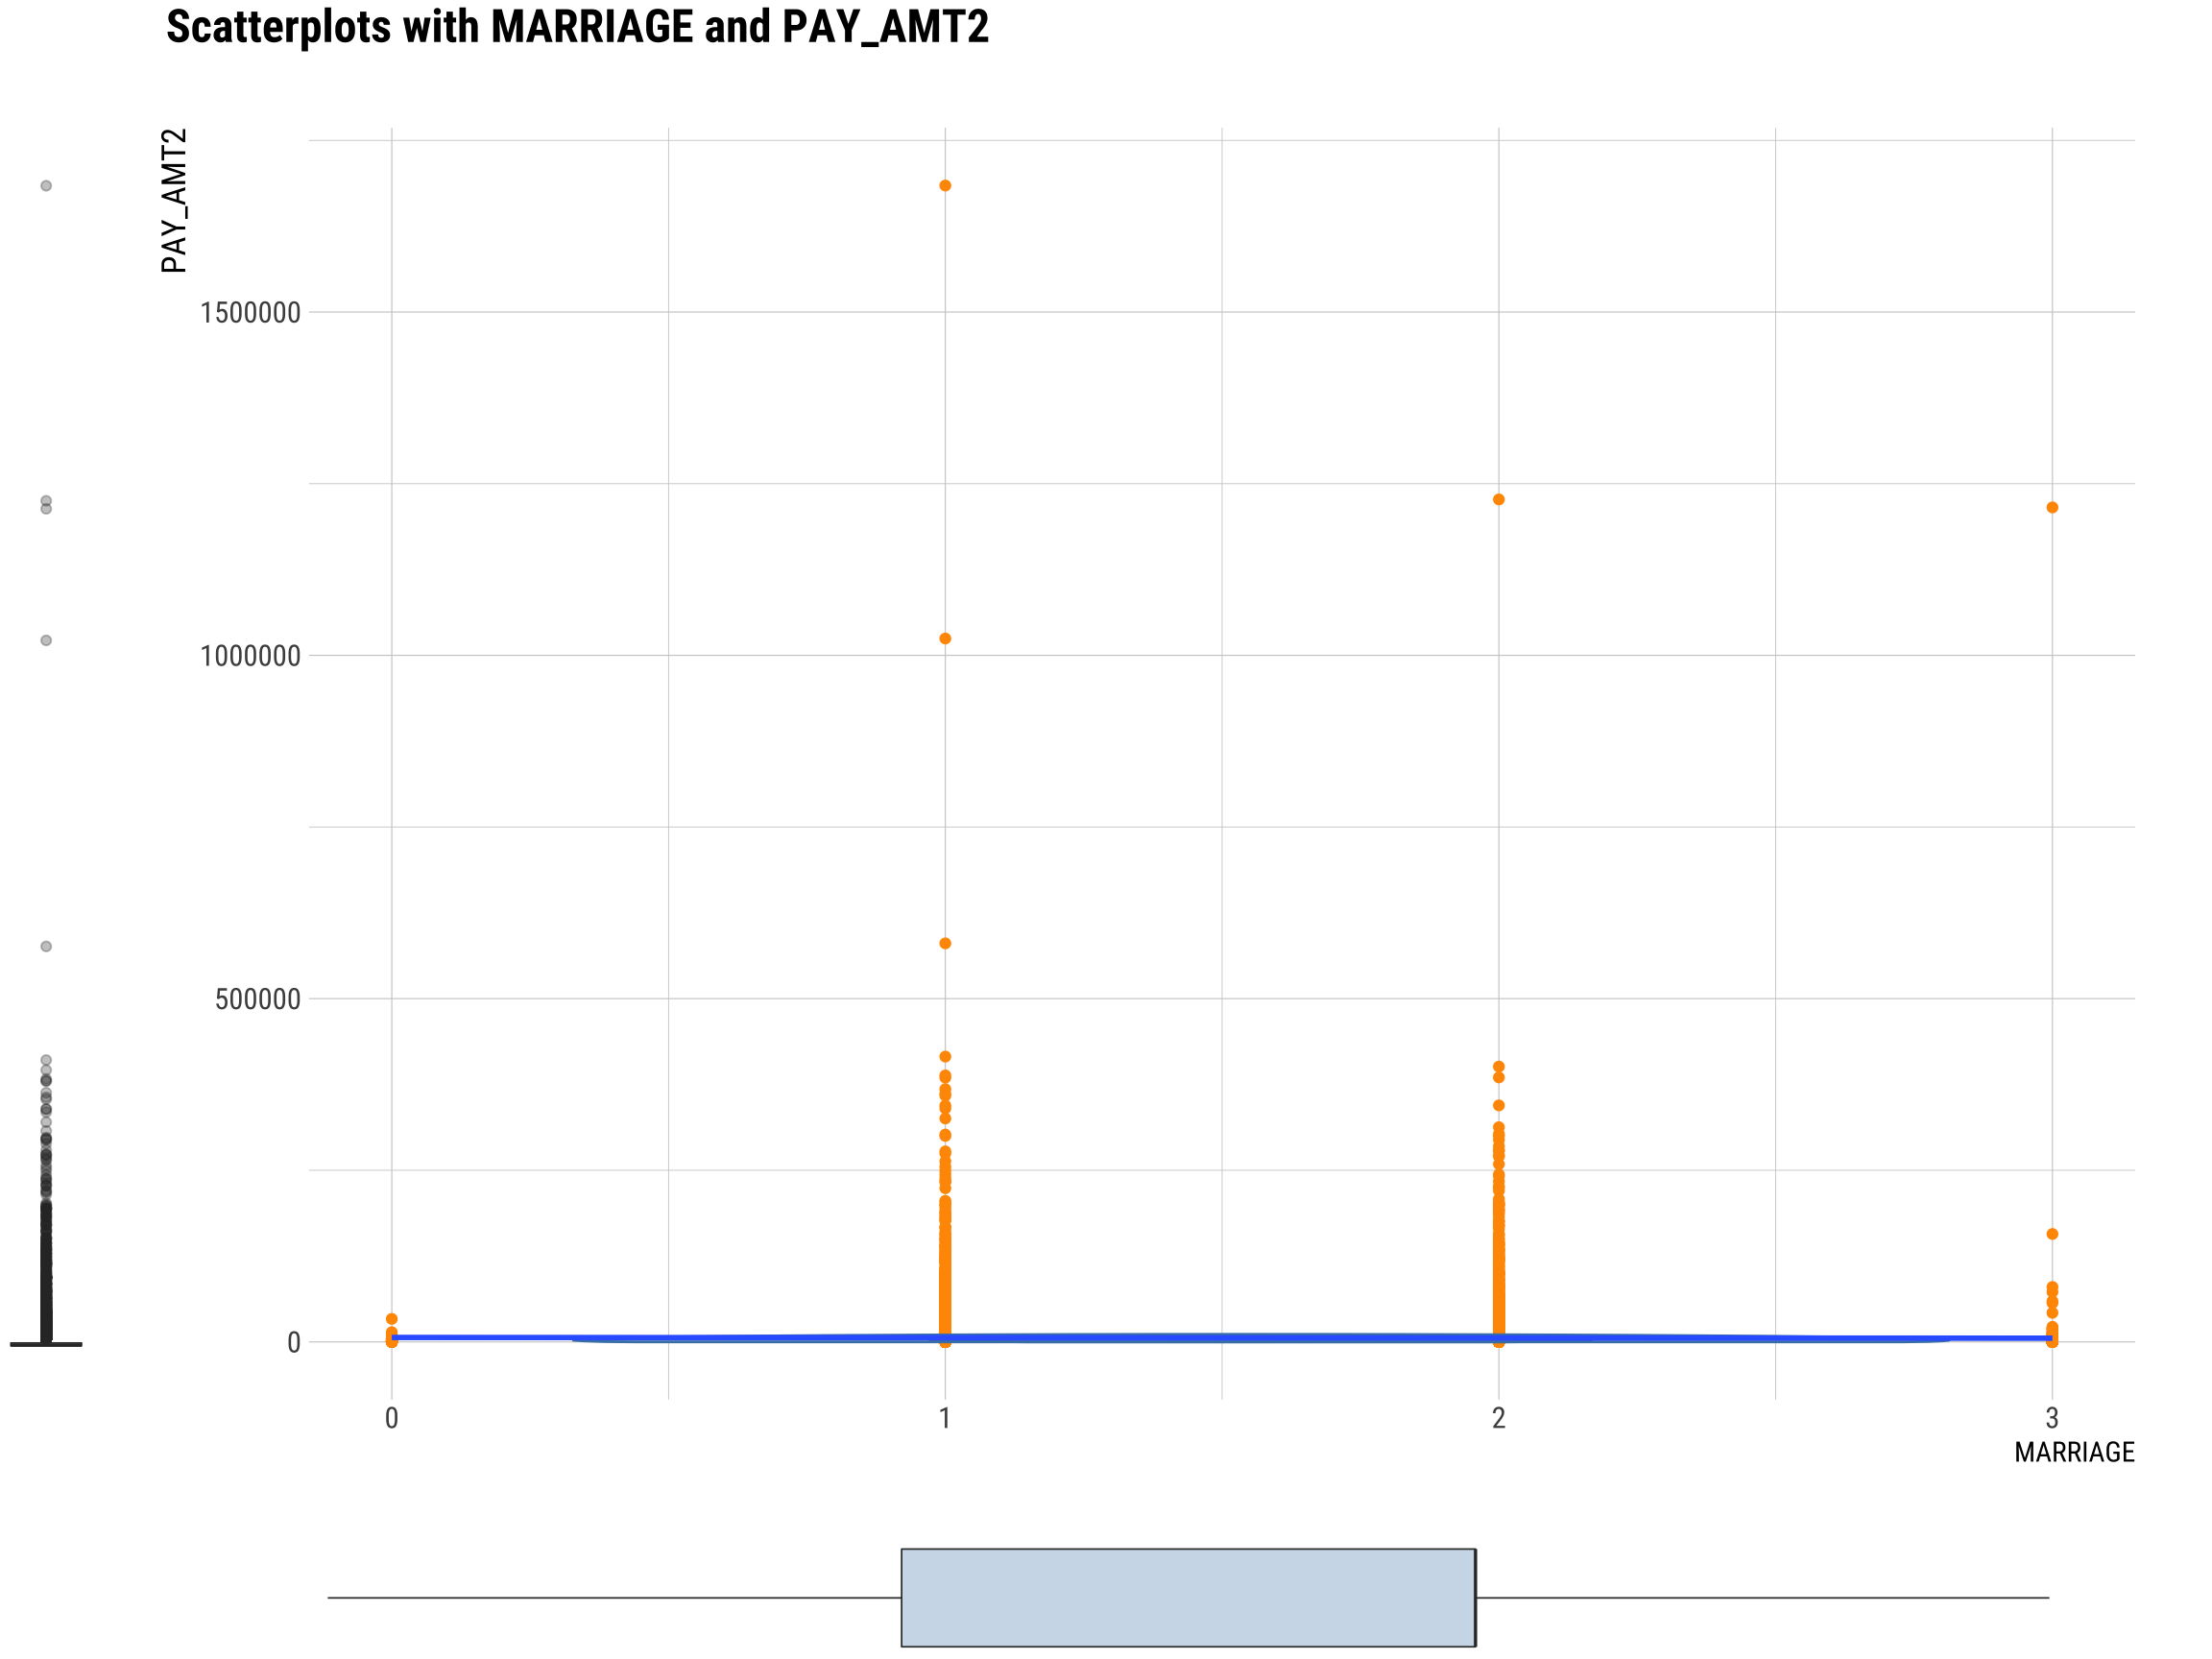 Scatterplots with MARRIAGE and PAY_AMT2
PAY_AMT2
1500000
1000000
500000
0
0 1 2 3
MARRIAGE